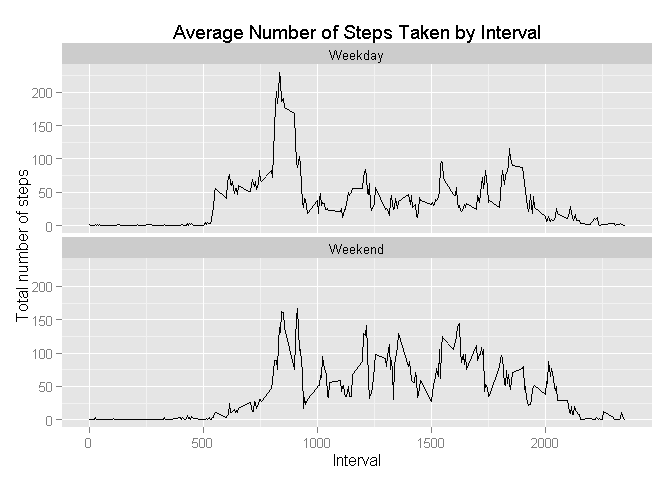 Average Number of Steps Taken by Interval
Weekday
200
150
100
50
0
Total number of steps
Weekend
200
150
100
50
0
0 500 1000 1500 2000
Interval